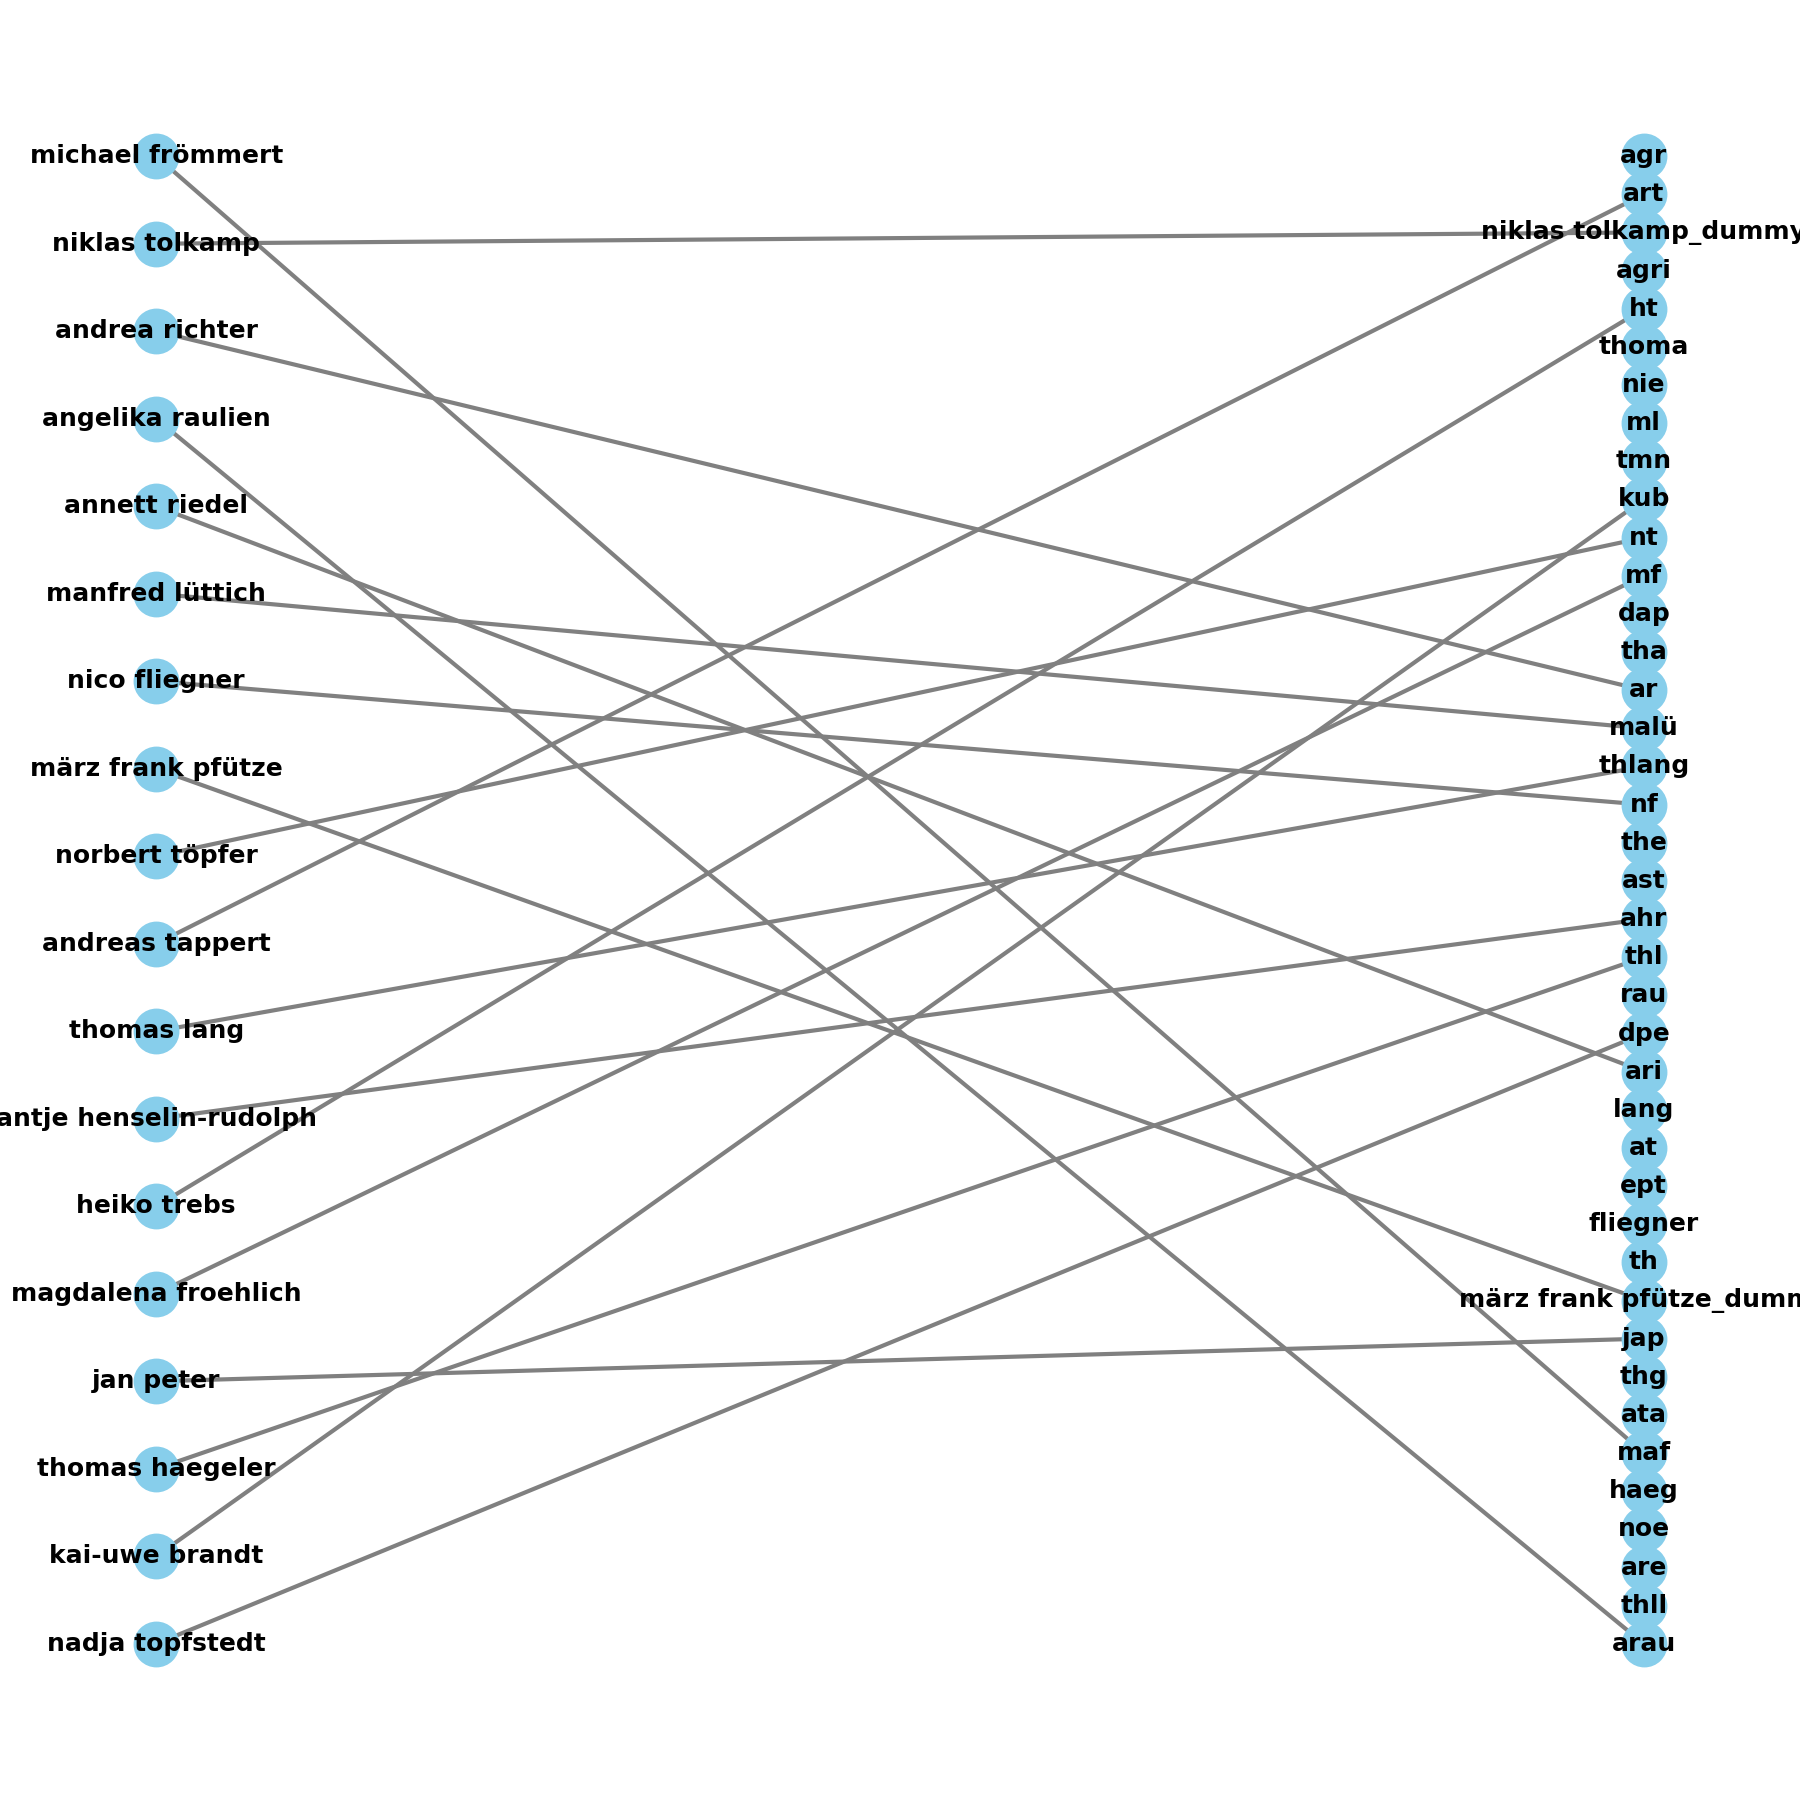 michael frömmert
niklas tolkamp
andrea richter
angelika raulien
annett riedel
manfred lüttich
nico fliegner
märz frank pfütze
norbert töpfer
andreas tappert
thomas lang
antje henselin-rudolph
heiko trebs
magdalena froehlich
jan peter
thomas haegeler
kai-uwe brandt
nadja topfstedt
agr
art
niklas tolkamp_dummy
agri
ht
thoma
nie
ml
tmn
kub
nt
mf
dap
tha
ar
malü
thlang
nf
the
ast
ahr
thl
rau
dpe
ari
lang
at
ept
fliegner
th
märz frank pfütze_dumm
jap
thg
ata
maf
haeg
noe
are
thll
arau